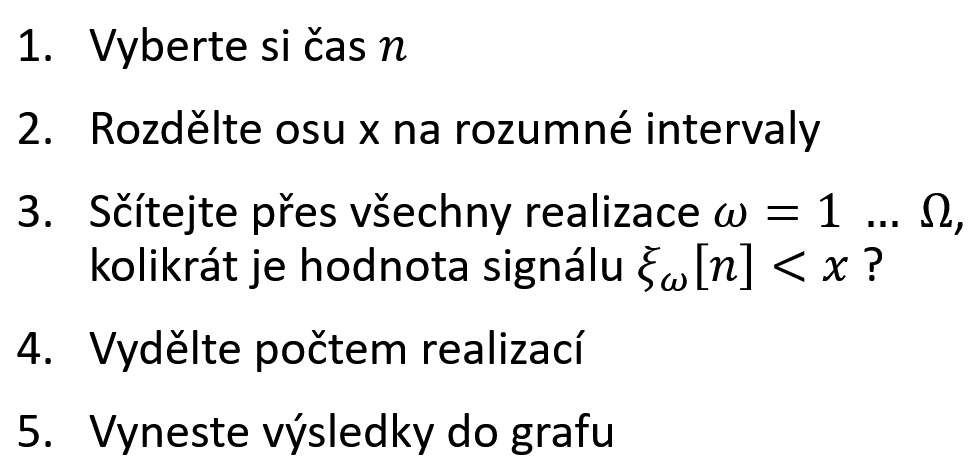 1. Vyberte si čas n
2. Rozdělte osu x na rozumné intervaly
3. Sčítejte přes všechny realizace ω = 1 … Ω,
kolikrát je hodnota signálu ξω[n] < x ?
4. Vydělte počtem realizací
5. Vyneste výsledky do grafu